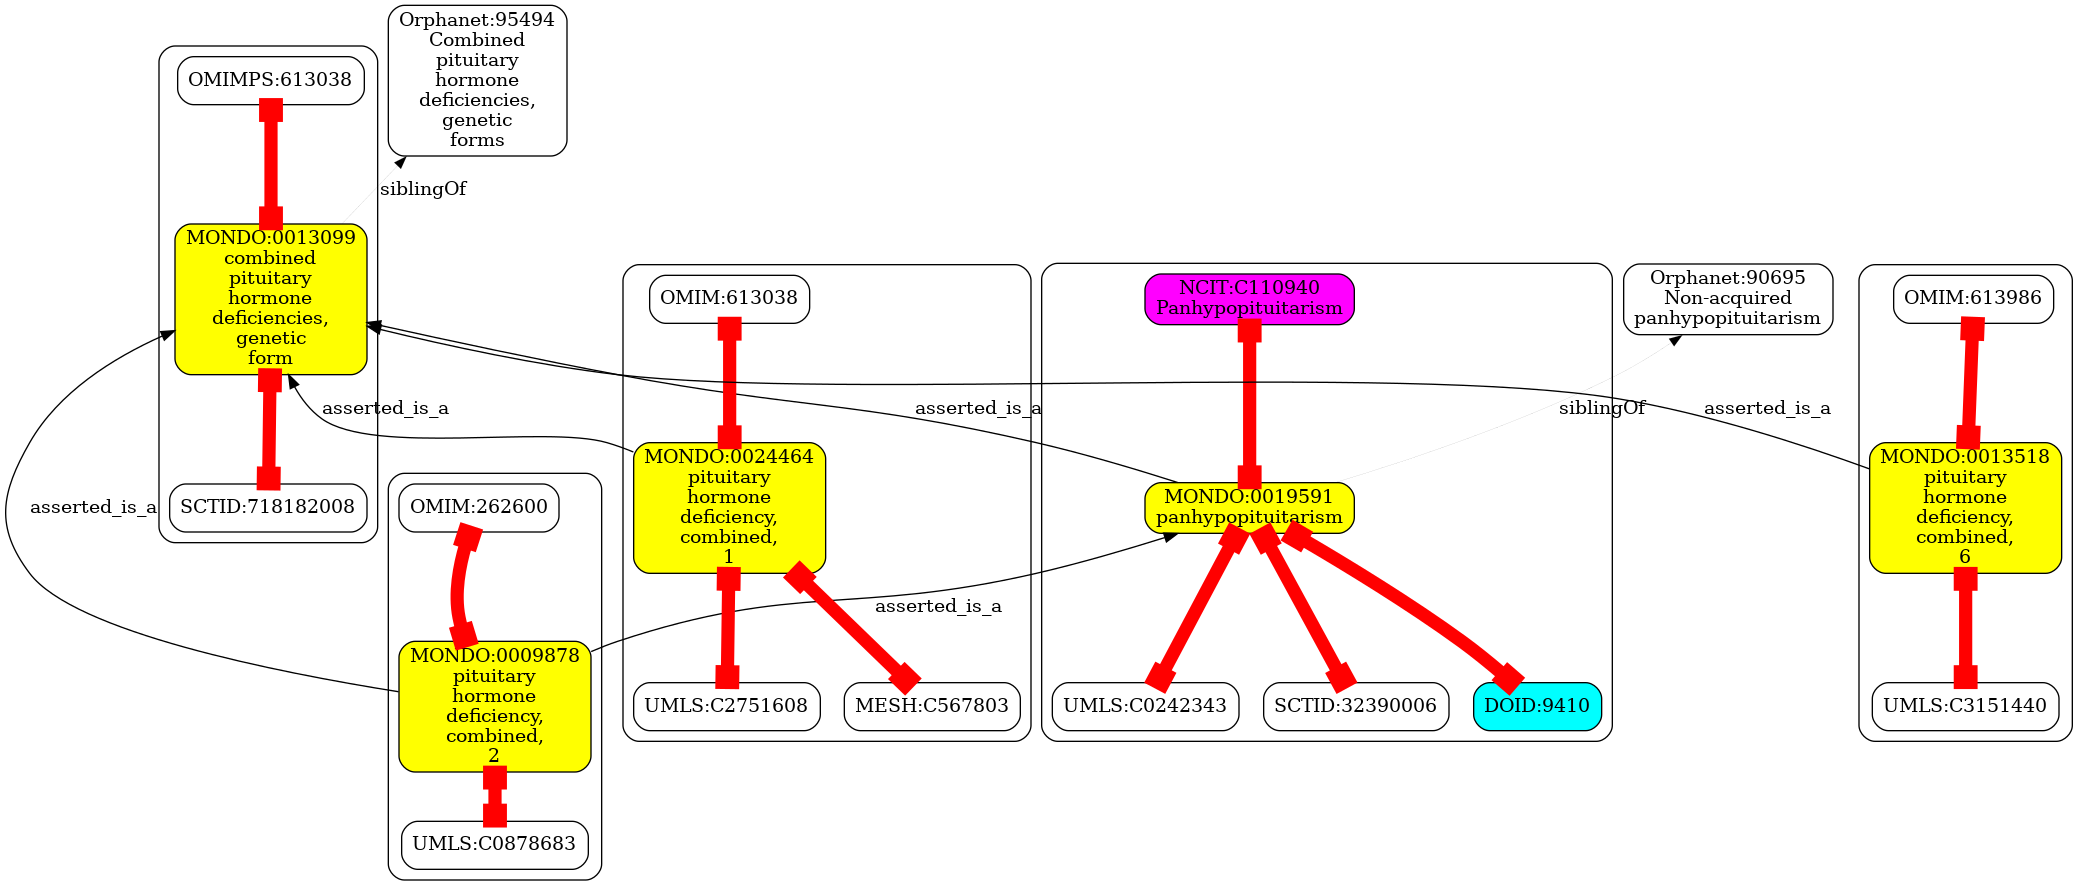 Orphanet:95494
Combined
pituitary
hormone
deficiencies,
genetic
forms
OMIMPS:613038
siblingOf
MONDO:0013099
combined
pituitary
hormone
deficiencies,
genetic
form
OMIM:613038
NCIT:C110940
Panhypopituitarism
Orphanet:90695
Non-acquired
panhypopituitarism
OMIM:613986
asserted_is_a
asserted_is_a
siblingOf
asserted_is_a
asserted_is_a
SCTID:718182008
OMIM:262600
MONDO:0024464
pituitary
hormone
deficiency,
combined,
1
MONDO:0019591
panhypopituitarism
MONDO:0013518
pituitary
hormone
deficiency,
combined,
6
asserted_is_a
MONDO:0009878
pituitary
hormone
deficiency,
combined,
2
UMLS:C2751608
MESH:C567803
UMLS:C0242343
SCTID:32390006
DOID:9410
UMLS:C3151440
UMLS:C0878683